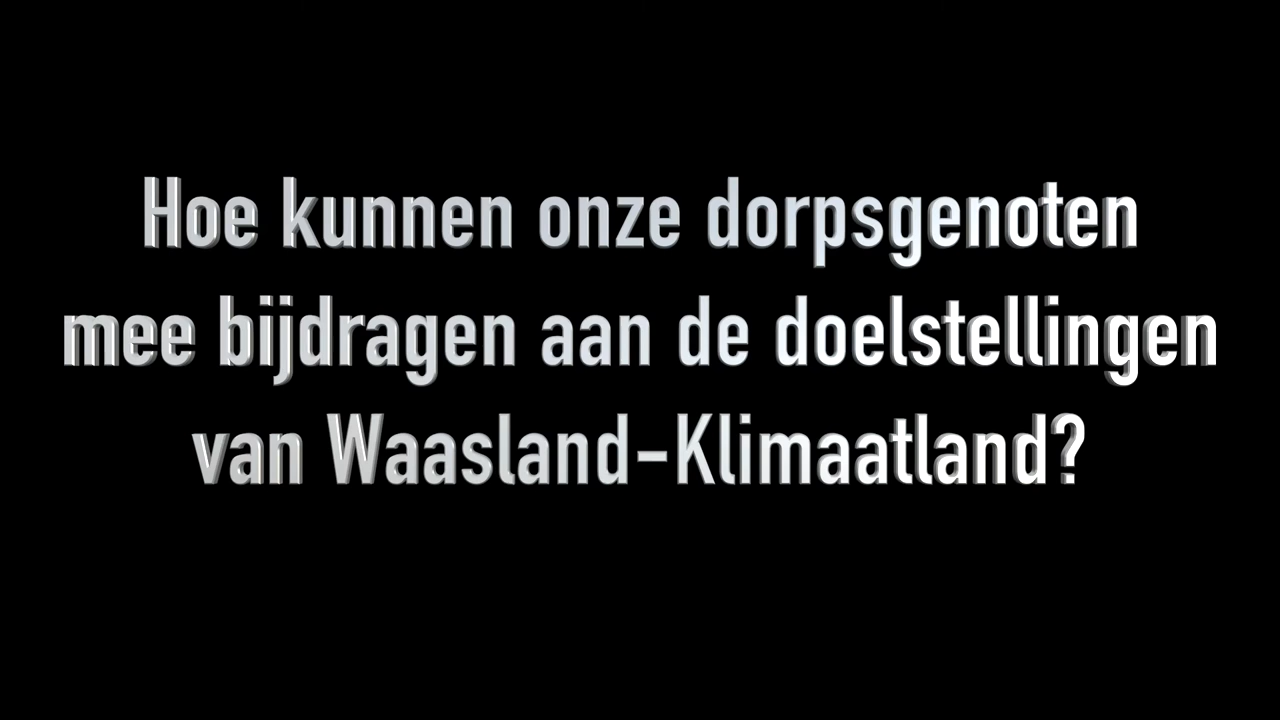 Hoe kunnen onze dorpsgenoten
mee bijdragen aan de doelstellingen
van Waasland-Klimaatland?